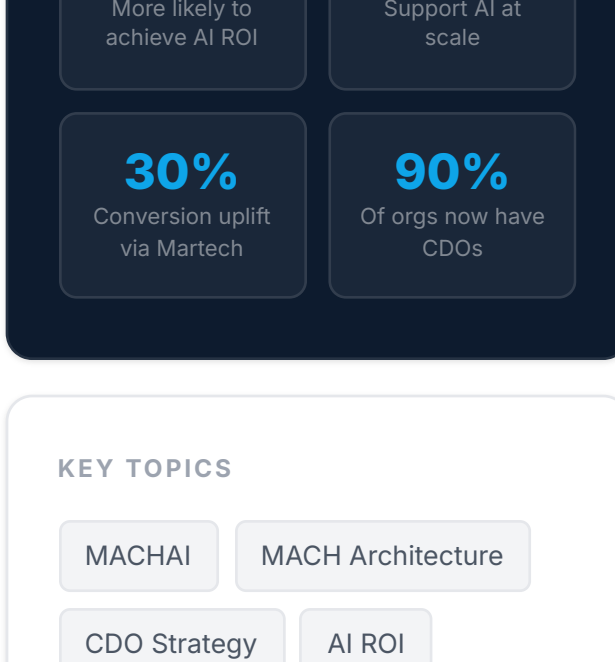 More likely to
achieve AI ROI
Support AI at
scale
30%
Conversion uplift
via Martech
90%
Of orgs now have
CDOs
KEY TOPICS
MACHAI
MACH Architecture
CDO Strategy
AI ROI